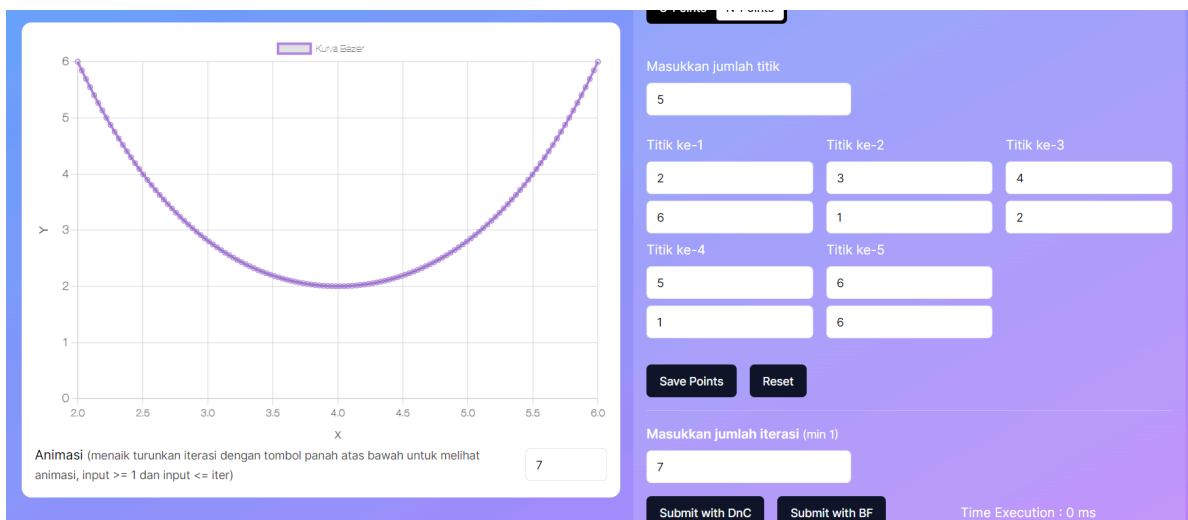 Kurva Bezier
6
5
4
3
2
1
0
Y
2.0 2.5 3.0 3.5 4.0 4.5 5.0 5.5 6.0
X
Animasi (menaik turunkan iterasi dengan tombol panah atas bawah untuk melihat
animasi, input >= 1 dan input <= iter)
7
N-Points
Masukkan jumlah titik
5
Titik ke-1 Titik ke-2 Titik ke-3
2 3 4
6 1 2
Titik ke-4 Titik ke-5
5 6
1 6
Save Points Reset
Masukkan jumlah iterasi (min 1)
7
Submit with DnC Submit with BF Time Execution : 0 ms